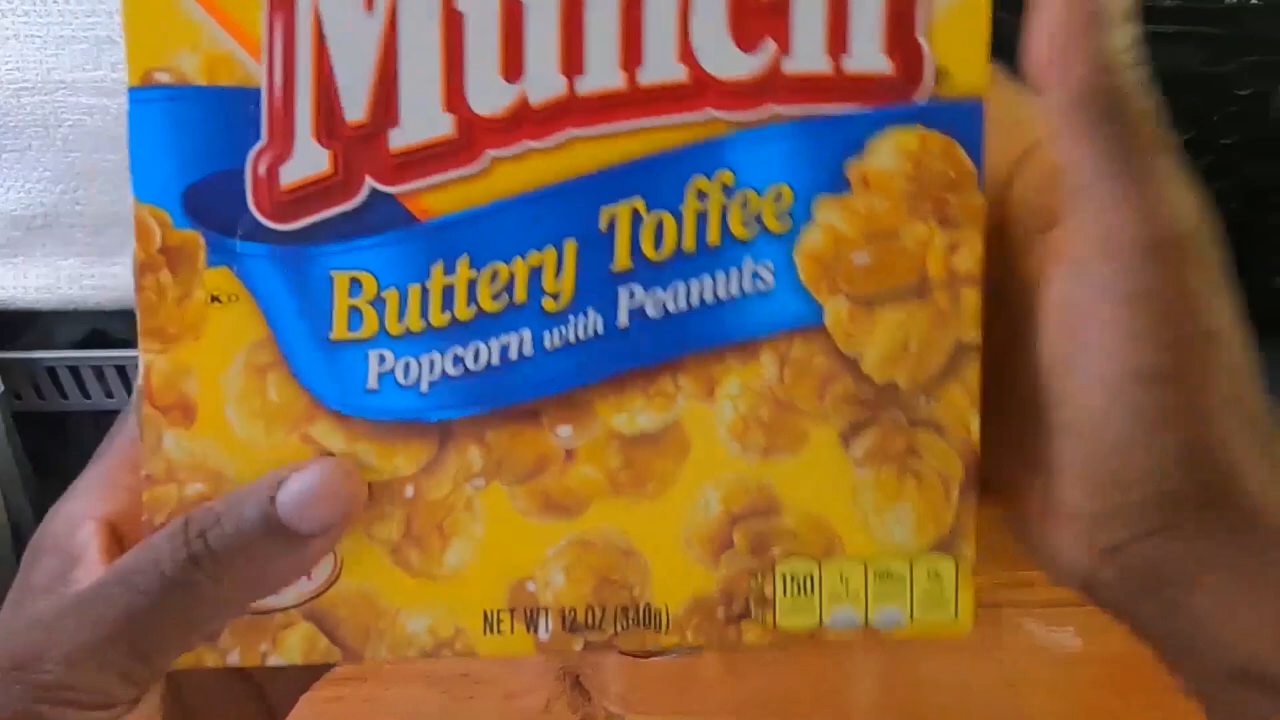 Munch
Buttery Toffee
Popcorn with Peanuts
K D
NET WT 12 OZ (340g)
150